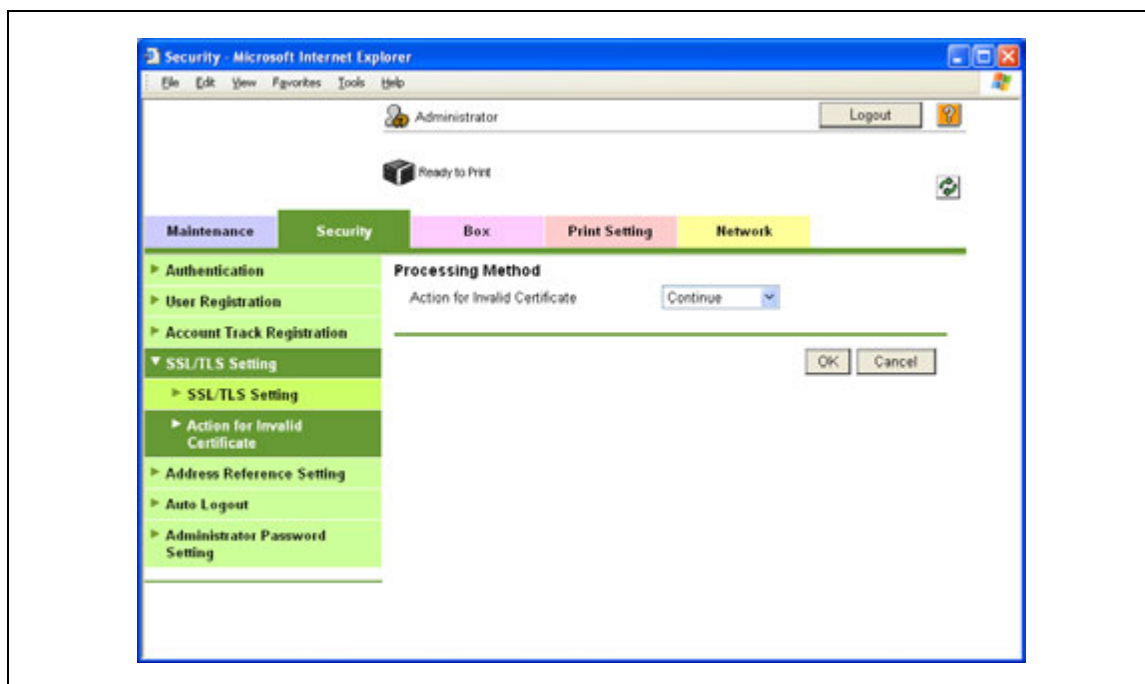 Security - Microsoft Internet Explorer
File Edit View Favorites Tools Help
Administrator
Logout
?
Ready to Print
Maintenance Security Box Print Setting Network
Authentication
User Registration
Account Track Registration
SSL/TLS Setting
SSL/TLS Setting
Action for Invalid
Certificate
Address Reference Setting
Auto Logout
Administrator Password
Setting
Processing Method
Action for Invalid Certificate Continue
OK Cancel